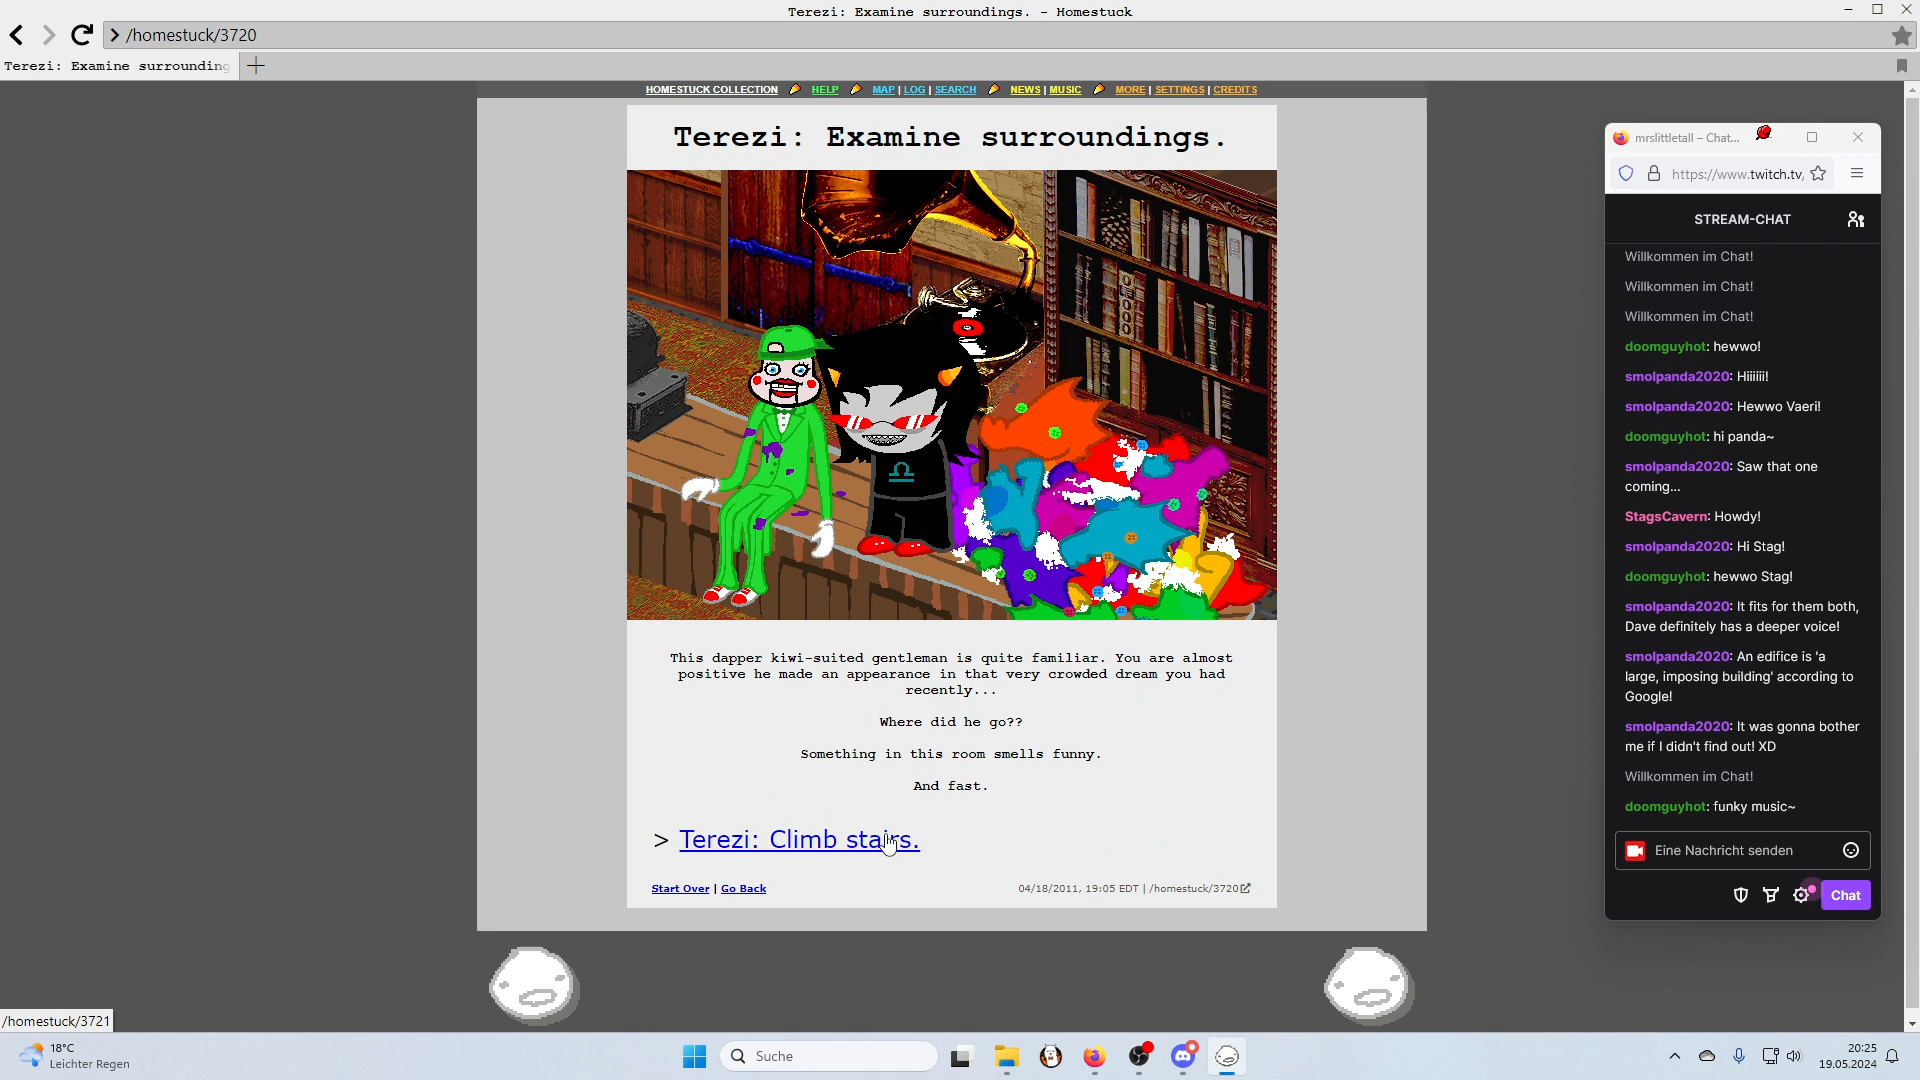 Terezi: Examine surroundings. - Homestuck
/homestuck/3720
Terezi: Examine surrounding
HOMESTUCK COLLECTION HELP MAP | LOG | SEARCH NEWS | MUSIC MORE | SETTINGS | CREDITS
Terezi: Examine surroundings.
This dapper kiwi-suited gentleman is quite familiar. You are almost
positive he made an appearance in that very crowded dream you had
recently...
Where did he go??
Something in this room smells funny.
And fast.
> Terezi: Climb stairs.
Start Over | Go Back
04/18/2011, 19:05 EDT | /homestuck/3720
/homestuck/3721
mrslittletall – Chat...
https://www.twitch.tv/
STREAM-CHAT
Willkommen im Chat!
Willkommen im Chat!
Willkommen im Chat!
doomguyhot: hewwo!
smolpanda2020: Hiiiiii!
smolpanda2020: Hewwo Vaeri!
doomguyhot: hi panda~
smolpanda2020: Saw that one
coming...
StagsCavern: Howdy!
smolpanda2020: Hi Stag!
doomguyhot: hewwo Stag!
smolpanda2020: It fits for them both,
Dave definitely has a deeper voice!
smolpanda2020: An edifice is 'a
large, imposing building' according to
Google!
smolpanda2020: It was gonna bother
me if I didn't find out! XD
Willkommen im Chat!
doomguyhot: funky music~
Eine Nachricht senden
Chat
18°C
Leichter Regen
Suche
20:25
19.05.2024